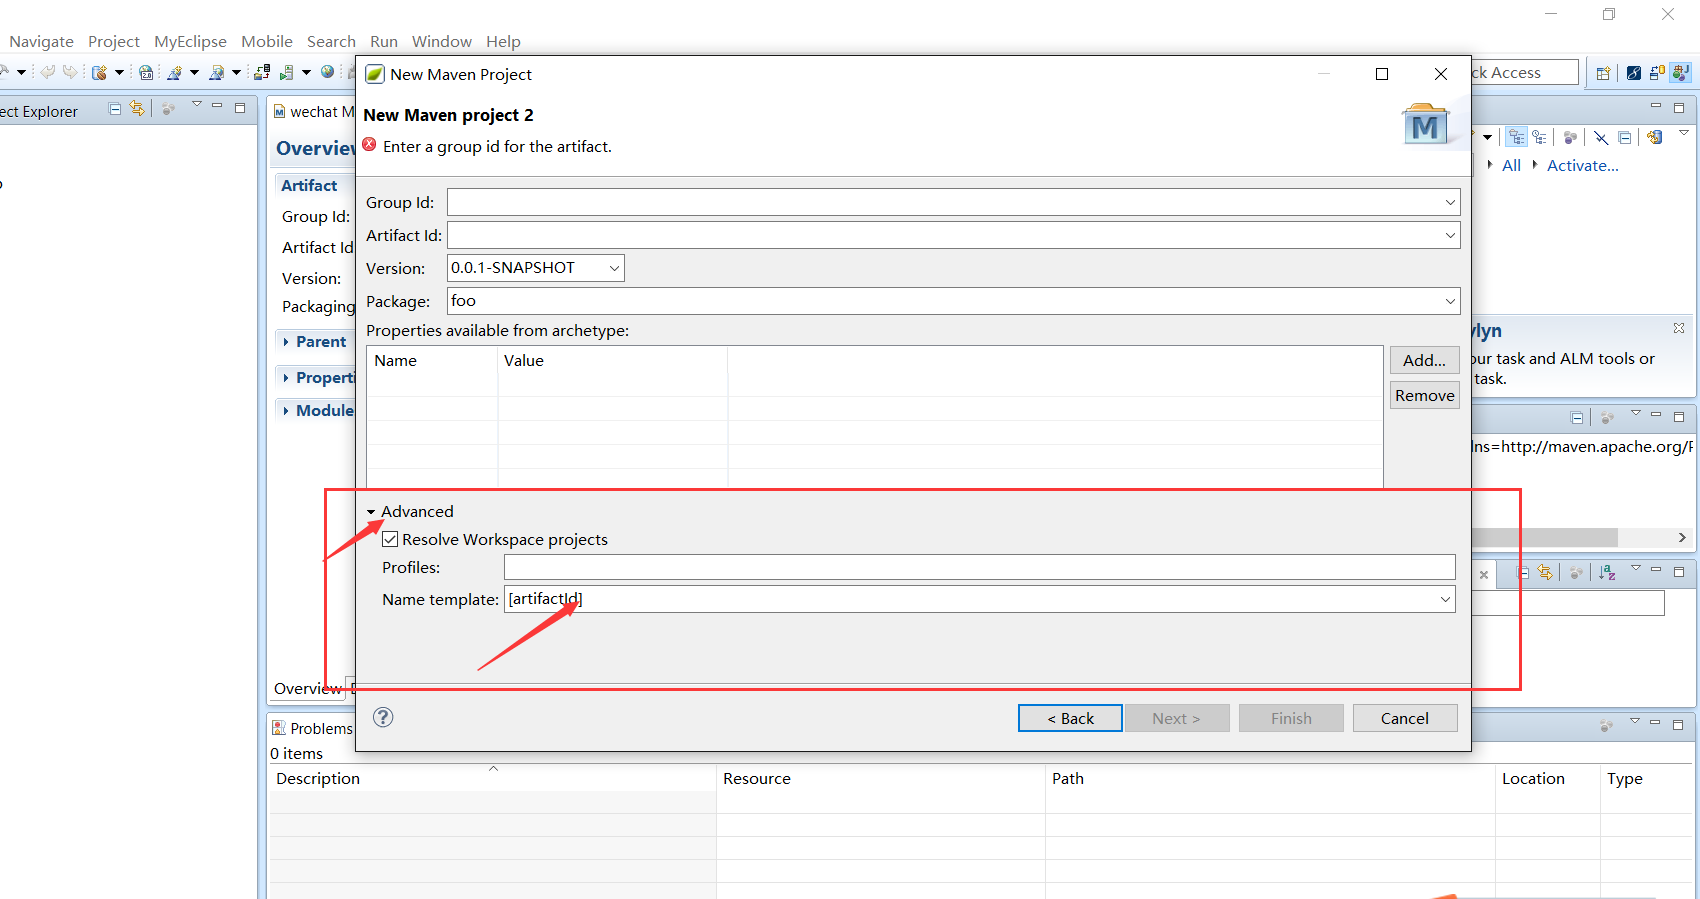 Navigate Project MyEclipse Mobile Search Run Window Help
New Maven Project
ck Access
ect Explorer
wechat M
New Maven project 2
Enter a group id for the artifact.
Overview
All Activate...
Artifact
Group Id:
Group Id:
Artifact Id:
Artifact Id
Version: 0.0.1-SNAPSHOT
Version:
Package: foo
Packaging
Properties available from archetype:
Parent
Name Value
Add...
Remove
Properti
Module
ylyn
our task and ALM tools or
task.
lns=http://maven.apache.org/P
Advanced
Resolve Workspace projects
Profiles:
Name template: [artifactId]
Overview
< Back Next > Finish Cancel
Problems
0 items
Description Resource Path Location Type